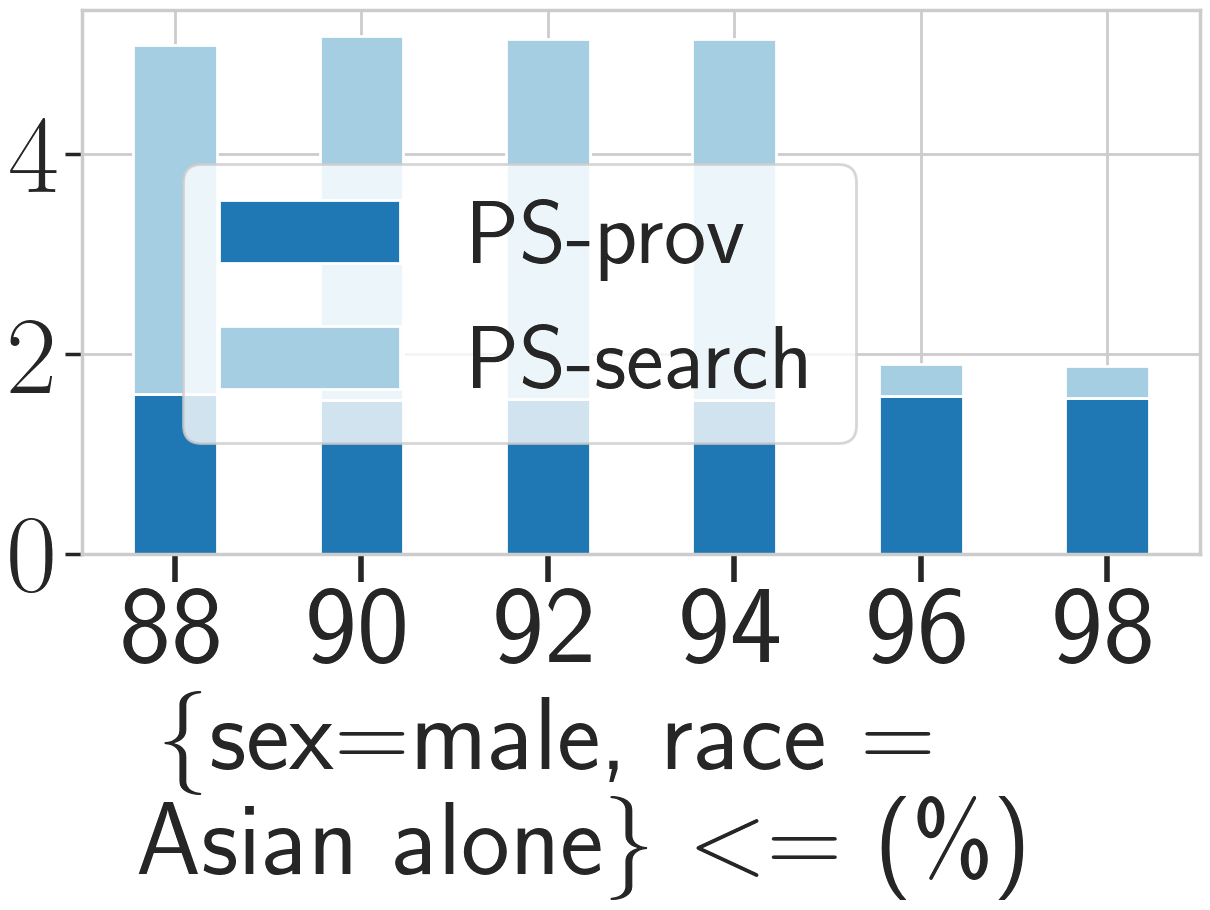 4
PS-prov
2
PS-search
0
88 90 92 94 96 98
{sex=male, race =
Asian alone} <= (%)